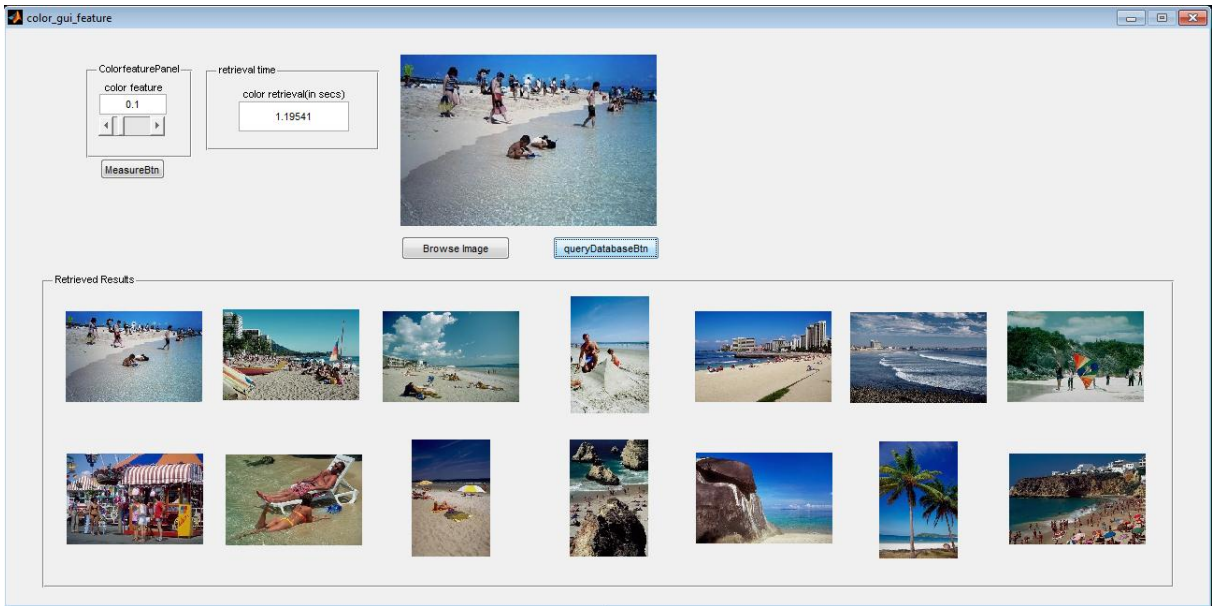 color_gui_feature
ColorfeaturePanel
color feature
0.1
MeasureBtn
retrieval time
color retrieval(in secs)
1.19541
Browse Image
queryDatabaseBtn
Retrieved Results